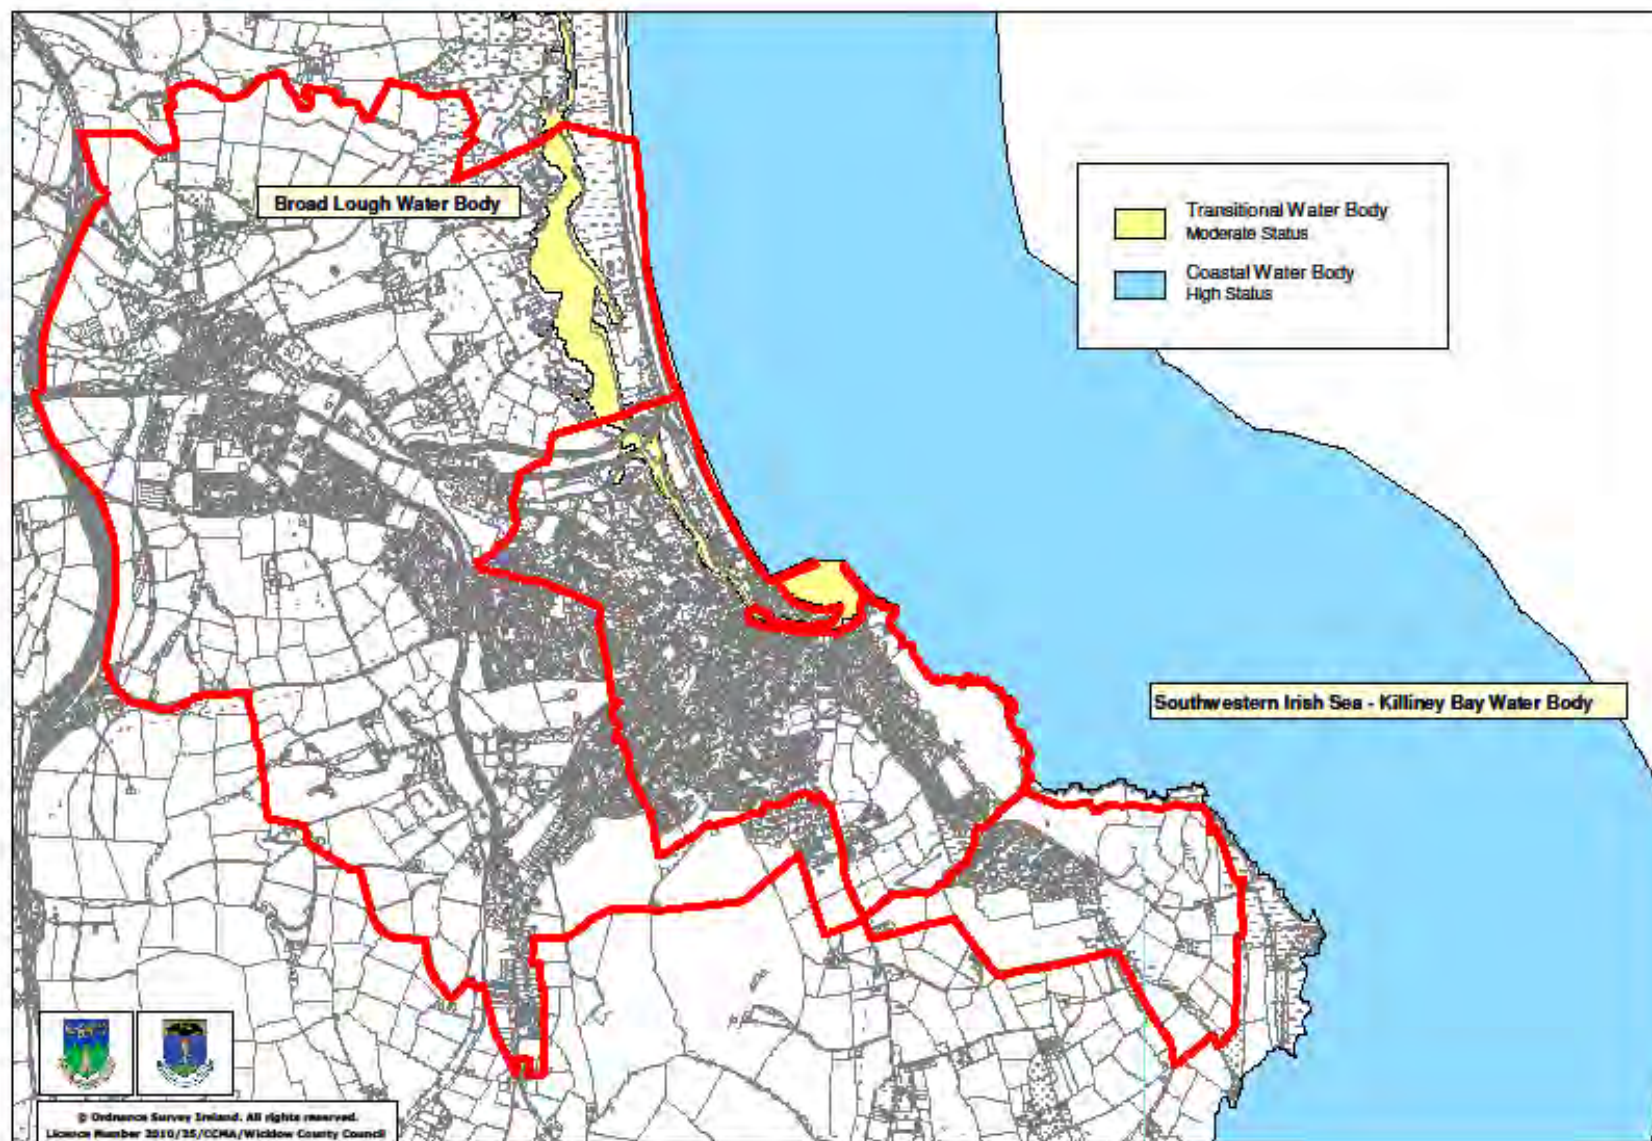 Broad Lough Water Body
Transitional Water Body
Moderate Status
Coastal Water Body
High Status
Southwestern Irish Sea - Killiney Bay Water Body
© Ordnance Survey Ireland. All rights reserved.
Licence Number 2010/35/CCMA/Wicklow County Council